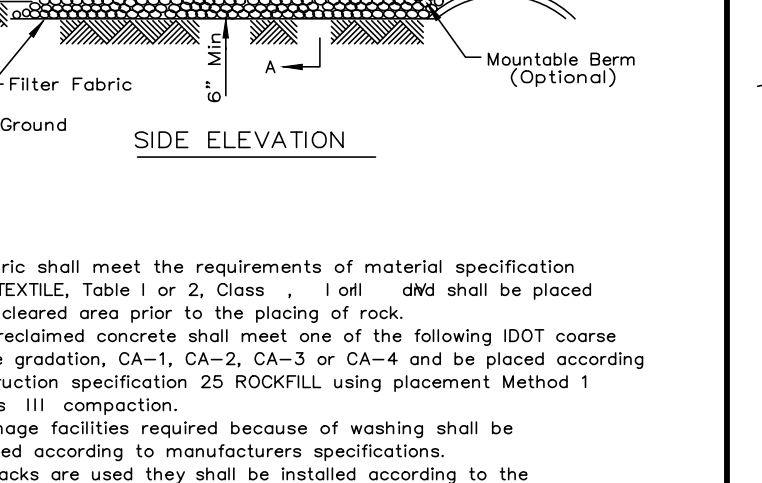 6" Min
A
Mountable Berm
(Optional)
Filter Fabric
Ground
SIDE ELEVATION
ric shall meet the requirements of material specification
TEXTILE, Table I or 2, Class , I or shall be placed
cleared area prior to the placing of rock.
reclaimed concrete shall meet one of the following IDOT coarse
e gradation, CA-1, CA-2, CA-3 or CA-4 and be placed according
ruction specification 25 ROCKFILL using placement Method 1
s III compaction.
nage facilities required because of washing shall be
ed according to manufacturers specifications.
acks are used they shall be installed according to the